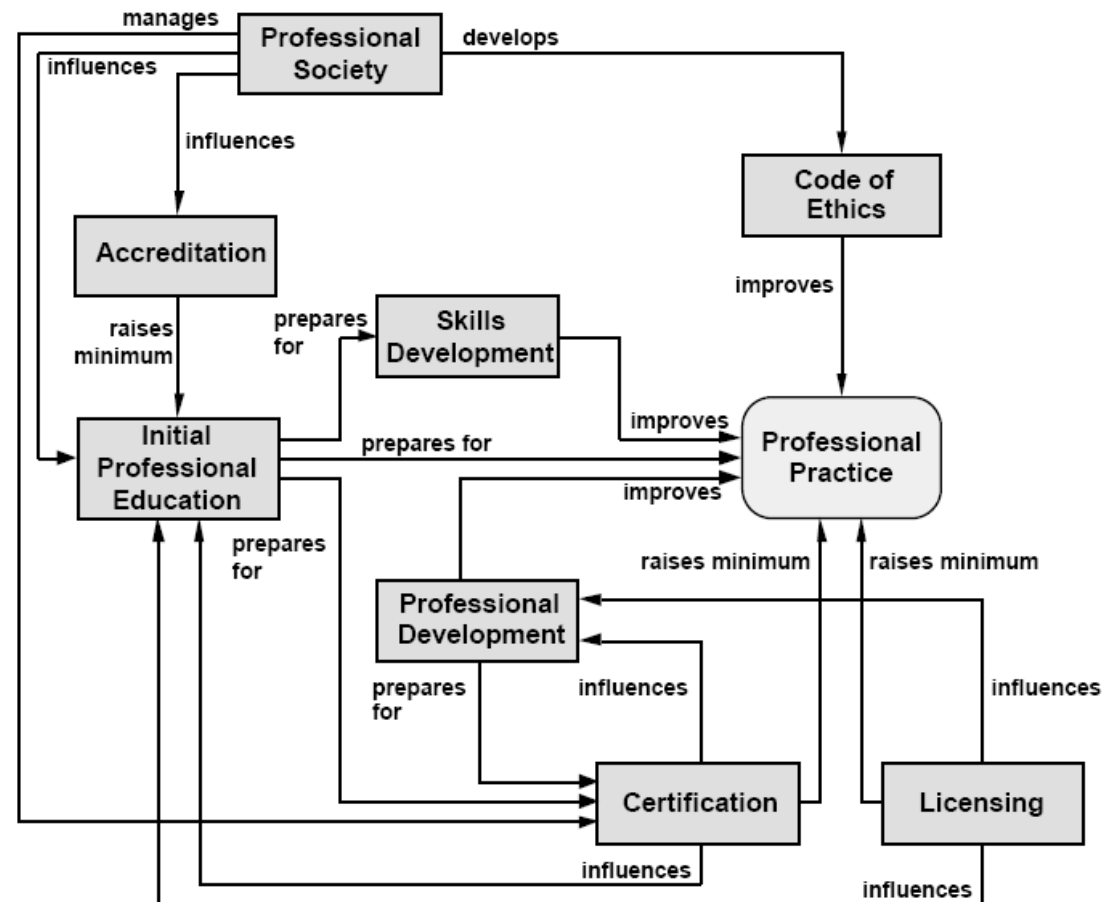 manages
Professional
Society
develops
influences
influences
Code of
Ethics
Accreditation
improves
raises
minimum
prepares
for
Skills
Development
Initial
Professional
Education
prepares for
improves
Professional
Practice
improves
prepares
for
raises minimum
raises minimum
Professional
Development
prepares
for
influences
influences
Certification
Licensing
influences
influences